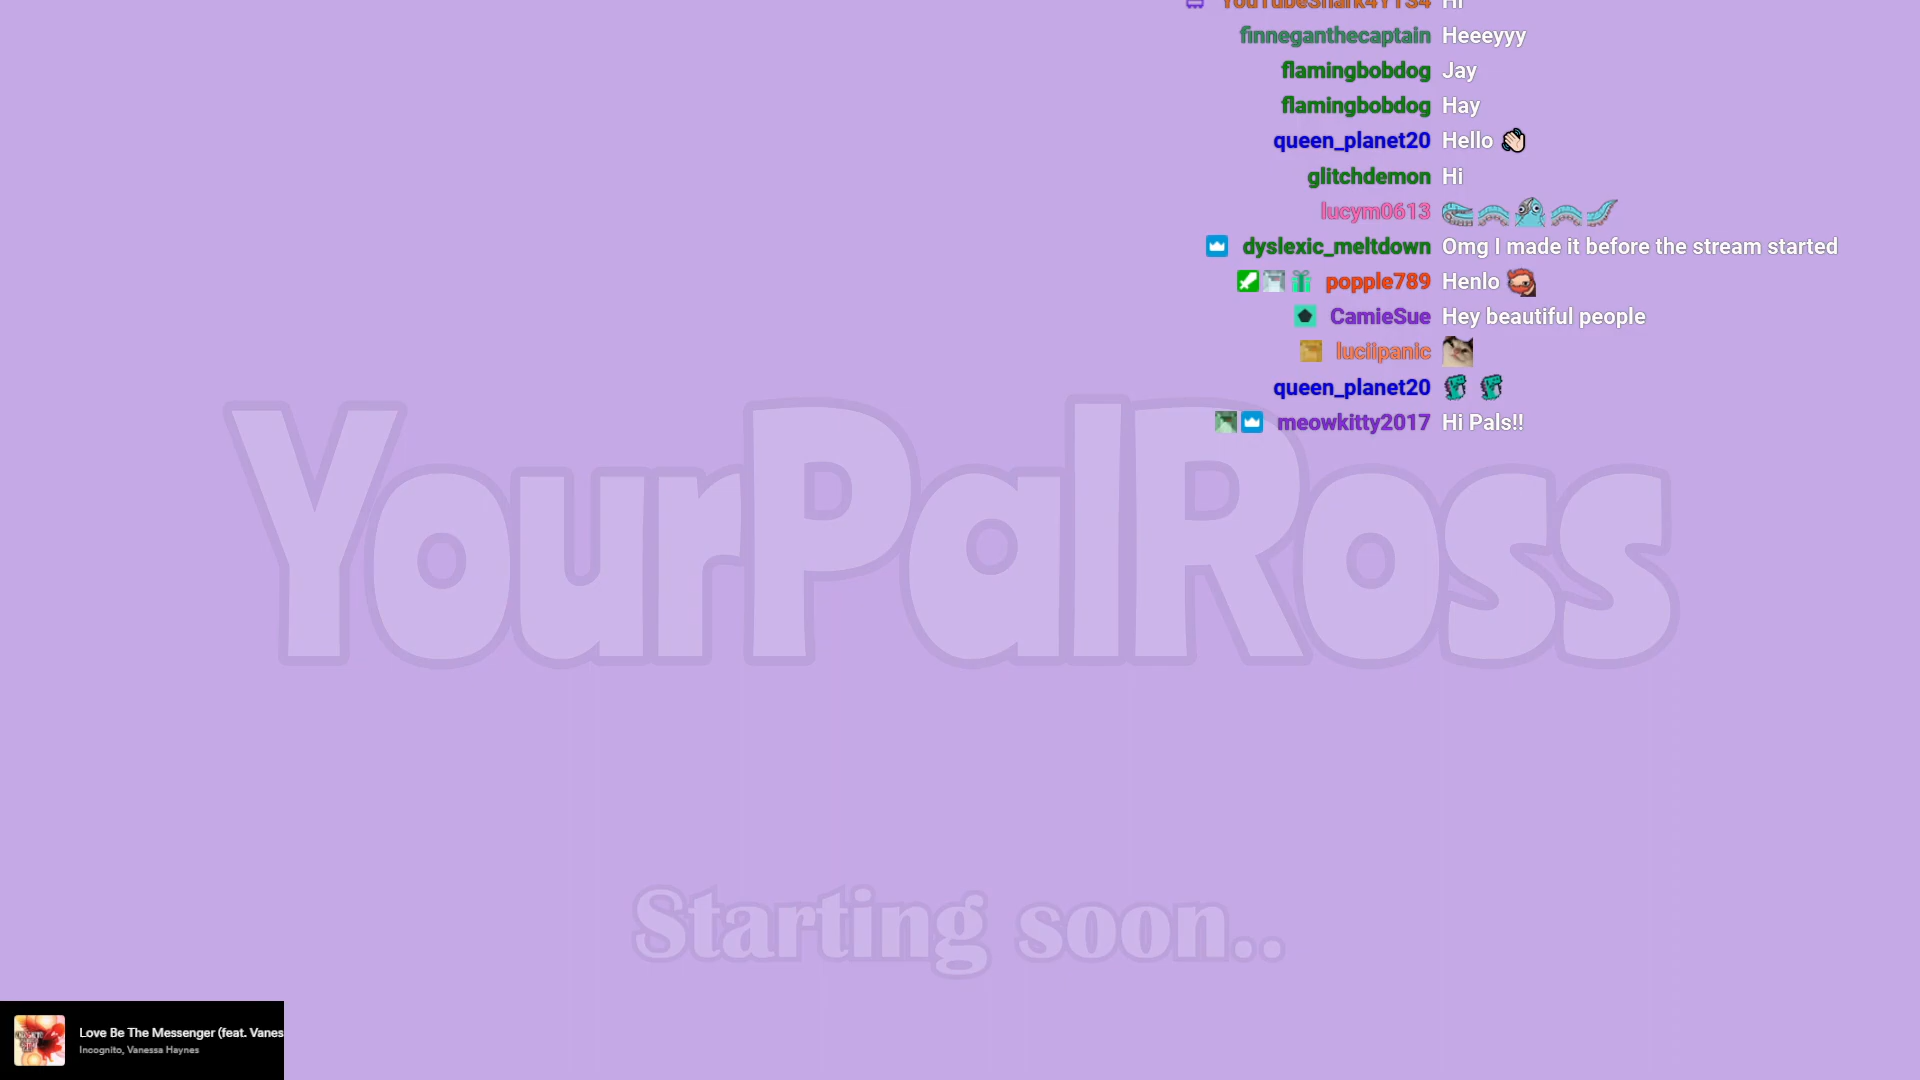 YouTubeShark4YTS4 Hi
finneganthecaptain Heeeyyy
flamingbobdog Jay
flamingbobdog Hay
queen_planet20 Hello
glitchdemon Hi
lucym0613
dyslexic_meltdown Omg I made it before the stream started
popple789 Henlo
CamieSue Hey beautiful people
lucilpanic
queen_planet20
meowkitty2017 Hi Pals!!
YourPalRoss
Starting soon..
Love Be The Messenger (feat. Vanes
Incognito, Vanessa Haynes